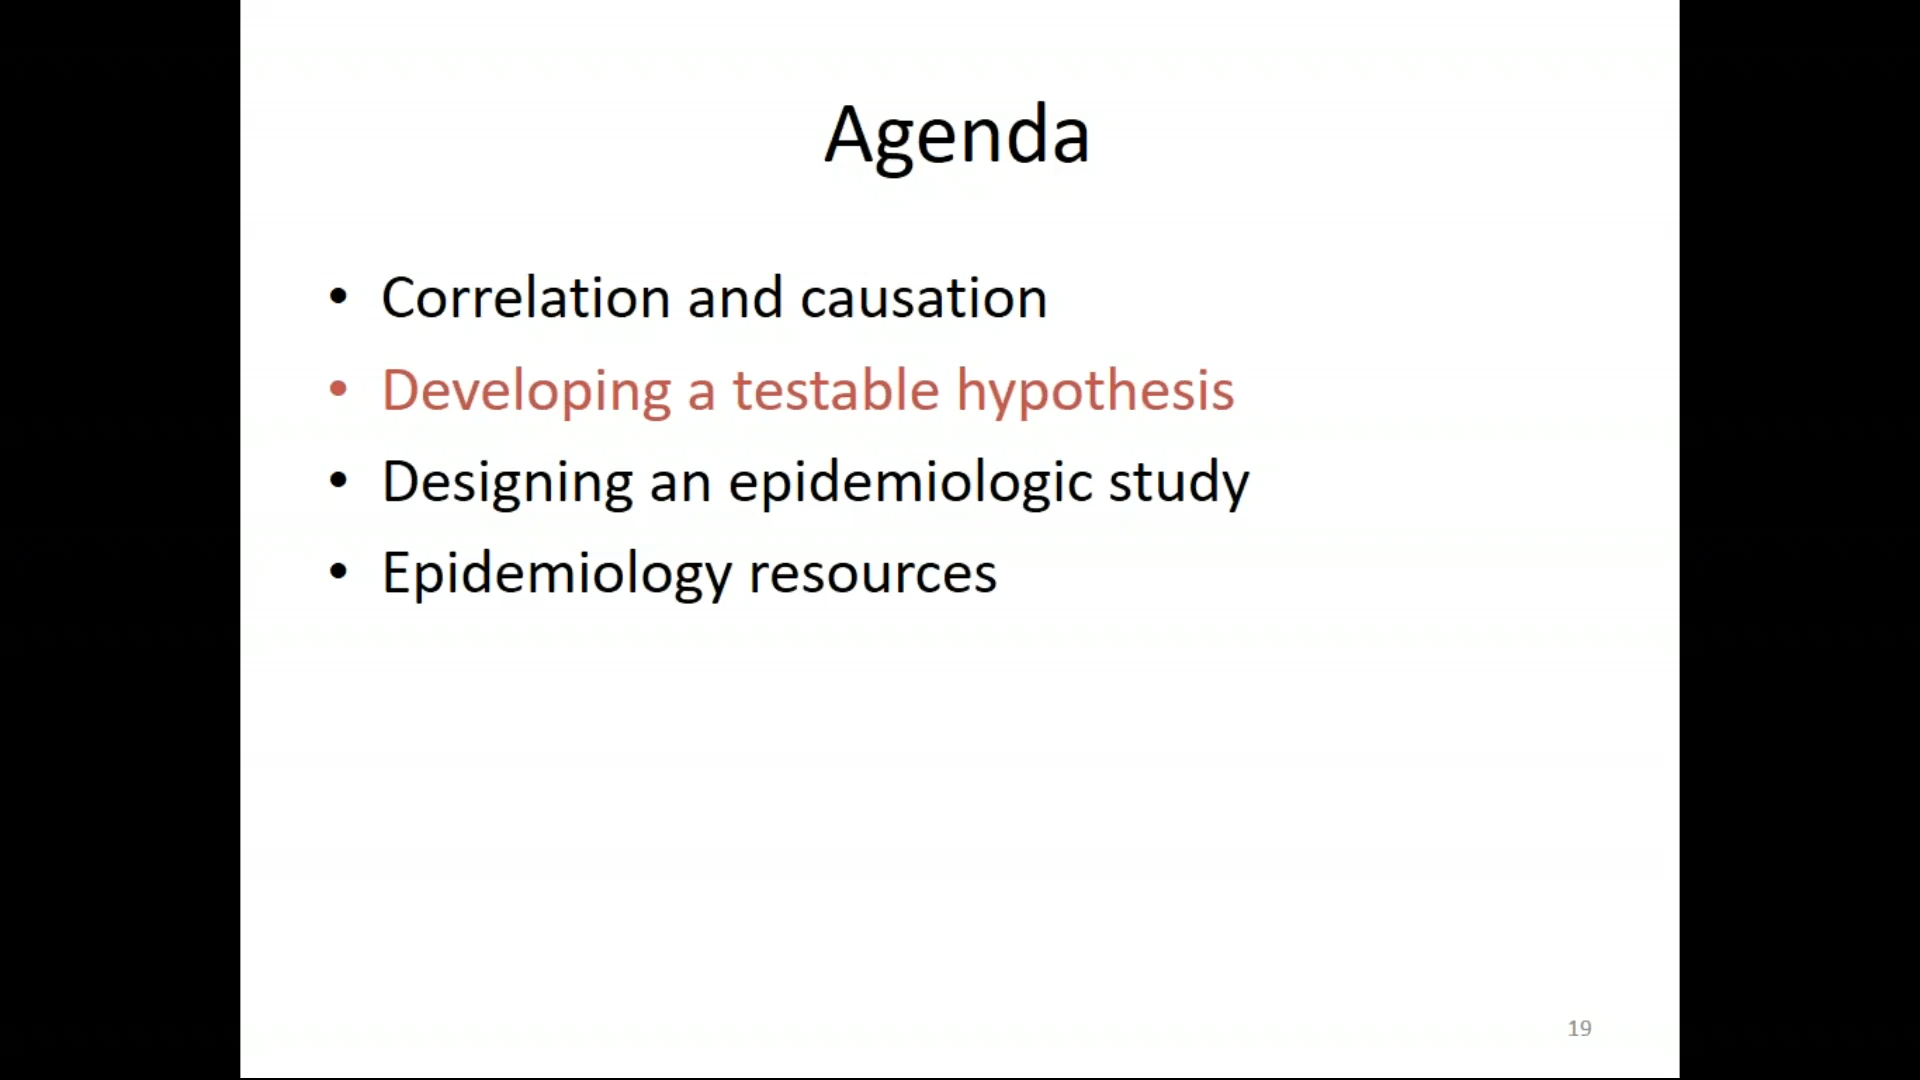 Agenda
• Correlation and causation
• Developing a testable hypothesis
• Designing an epidemiologic study
• Epidemiology resources
19